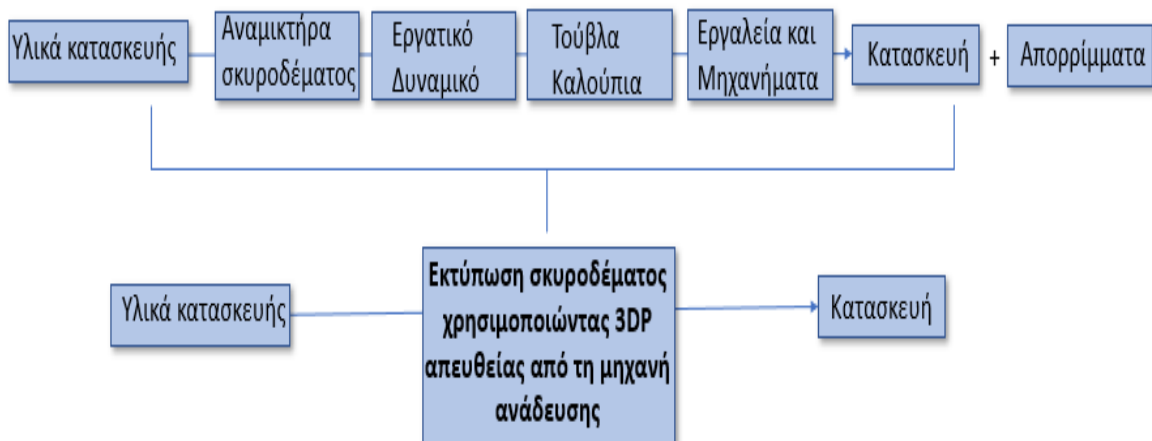 Υλικά κατασκευής
Αναμικτήρα
σκυροδέματος
Εργατικό
Δυναμικό
Τούβλα
Καλούπια
Εργαλεία και
Μηχανήματα
Κατασκευή
+
Απορρίμματα
Υλικά κατασκευής
Εκτύπωση σκυροδέματος
χρησιμοποιώντας 3DP
απευθείας από τη μηχανή
ανάδευσης
Κατασκευή